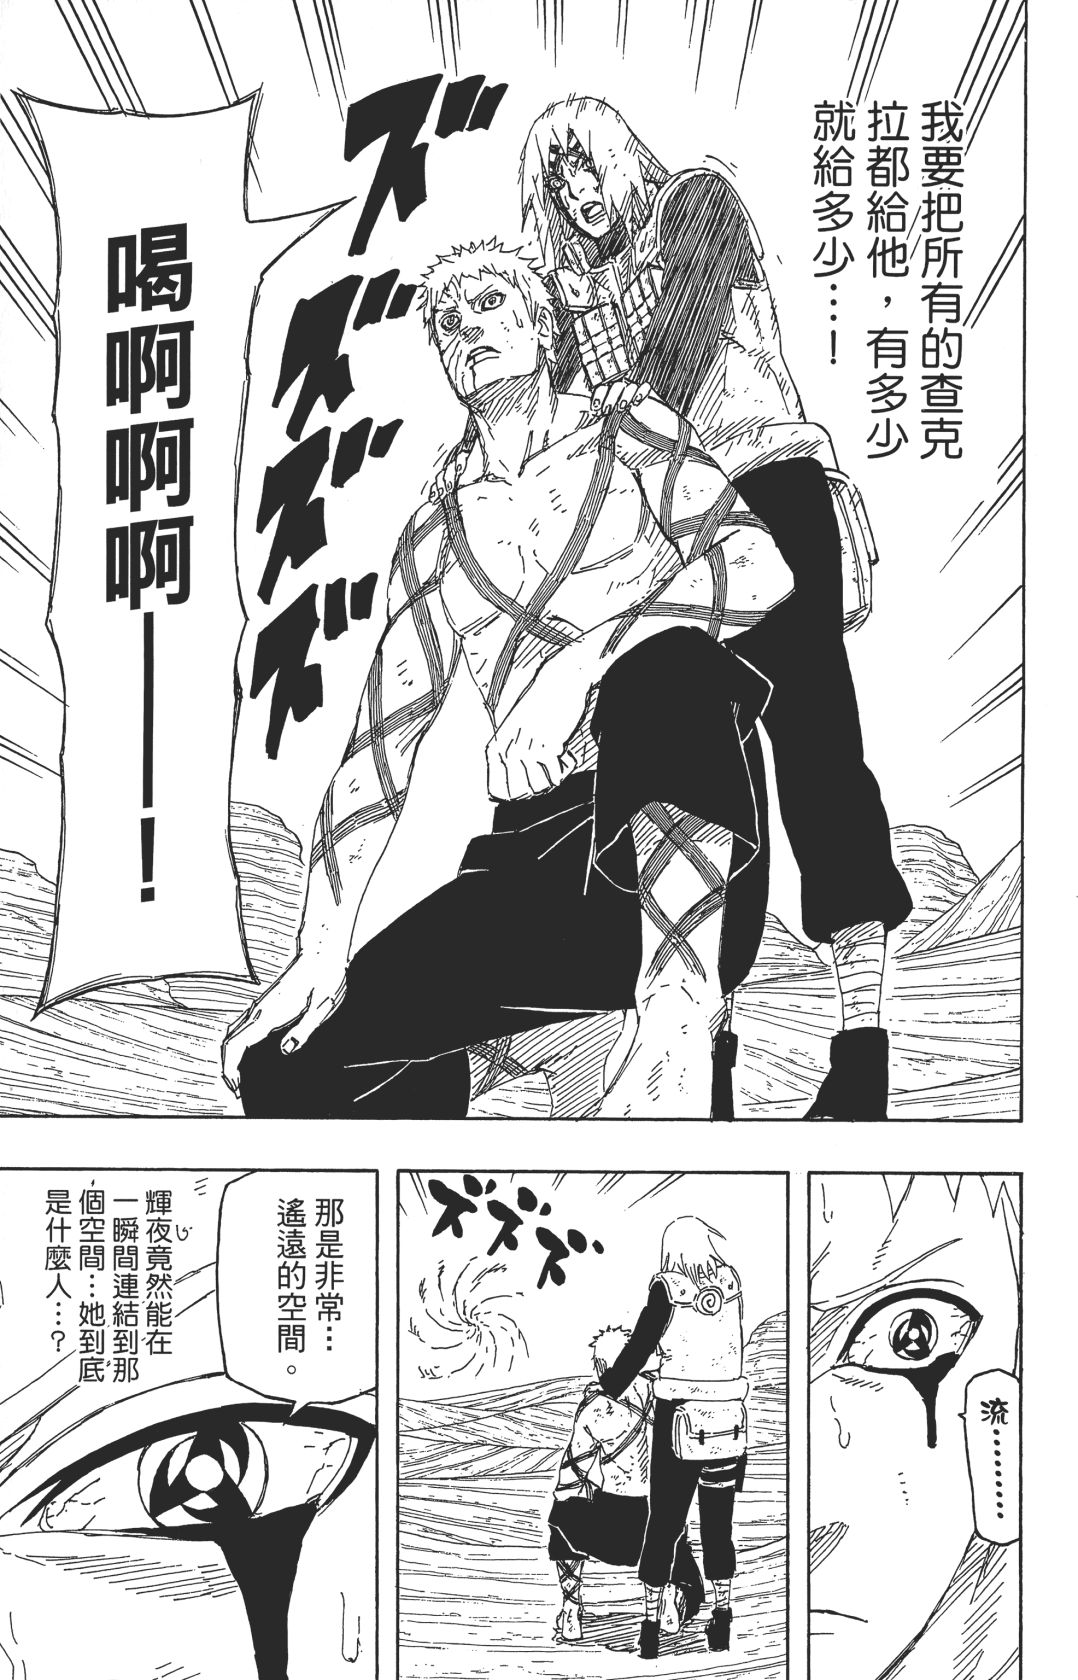 我要把所有的查克
拉都給他，有多少
就給多少…！
ズズズズ
喝啊啊啊——！
流………
ズズズ
那是非常…
遙遠的空間。
輝夜竟然能在
一瞬間連結到那
個空間…她到底
是什麼人…？